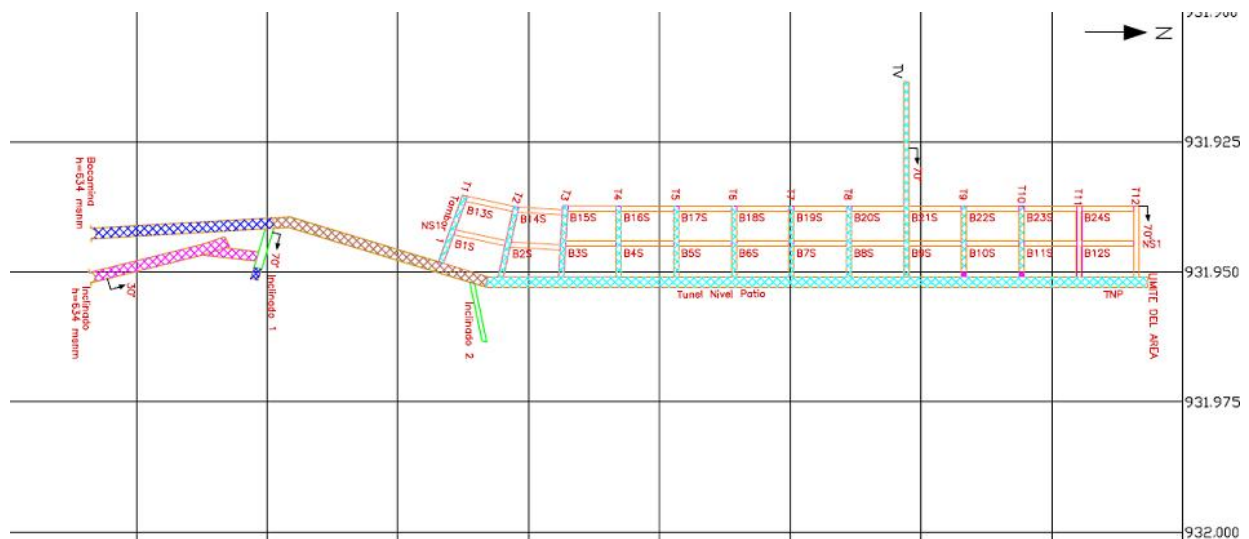 931.900
N
TV
931.925
70°
Bocamina
h=634 msnm
T1
T2
T3
T4
T5
T6
T7
T8
T9
T10
T11
T12
Tambor
B13S
B14S
B15S
B16S
B17S
B18S
B19S
B20S
B21S
B22S
B23S
B24S
70°
NS1
NS1
B1S
B2S
B3S
B4S
B5S
B6S
B7S
B8S
B9S
B10S
B11S
B12S
70°
931.950
Inclinado
h=634 msnm
30°
Inclinado 1
Inclinado 2
Tunel Nivel Patio
TNP
LIMITE DEL AREA
931.975
932.000